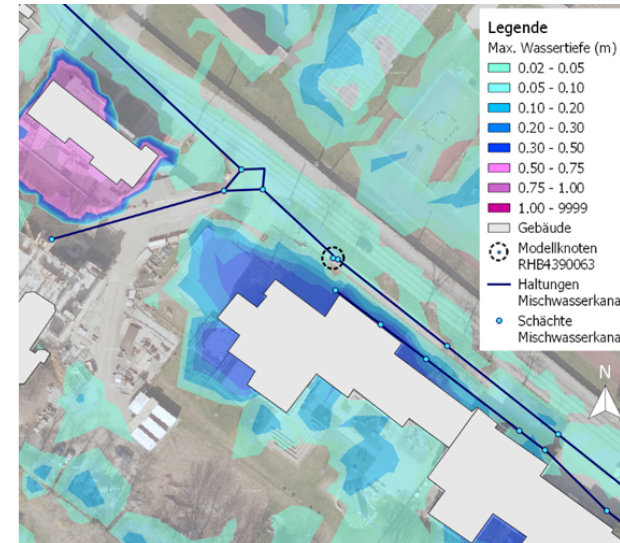 Legende
Max. Wassertiefe (m)
0.02 - 0.05
0.05 - 0.10
0.10 - 0.20
0.20 - 0.30
0.30 - 0.50
0.50 - 0.75
0.75 - 1.00
1.00 - 9999
Gebäude
Modellknoten
RHB4390063
Haltungen
Mischwasserkana
Schächte
Mischwasserkana
N